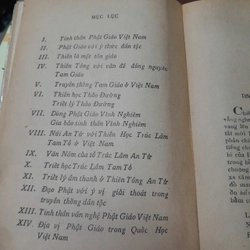 MỤC LỤC
I. Tinh thần Phật Giáo Việt Nam
II. Phật Giáo với ý thức dân tộc
III. Thiền là một tôn giáo
IV. Thiền Tông với vấn đề đồng nguyên
Tam Giáo
V. Truyền thống Tam Giáo ở Việt Nam
VI. Thiền học Thảo Đường
Triết lý Thảo Đường
VII. Dòng Phật Giáo Vĩnh Nghiêm
Gia bảo tinh thần Vĩnh Nghiêm
VIII. Núi An Tử với Thiền Học Trúc Lâm
Tam Tổ ở Việt Nam
IX. Văn Nôm của tổ Trúc Lâm An Tử
X. Triết học Trúc Lâm Tam Tổ
XI. Triết lý âm thanh ở Thiền Tông An Tử
XII. Đạo Phật với ý vị giải thoát trong
truyền thống dân tộc
XIII. Tinh thần văn nghệ Phật Giáo Việt Nam
XIV. Địa vị Phật Giáo trong Quốc Học
Việt Nam